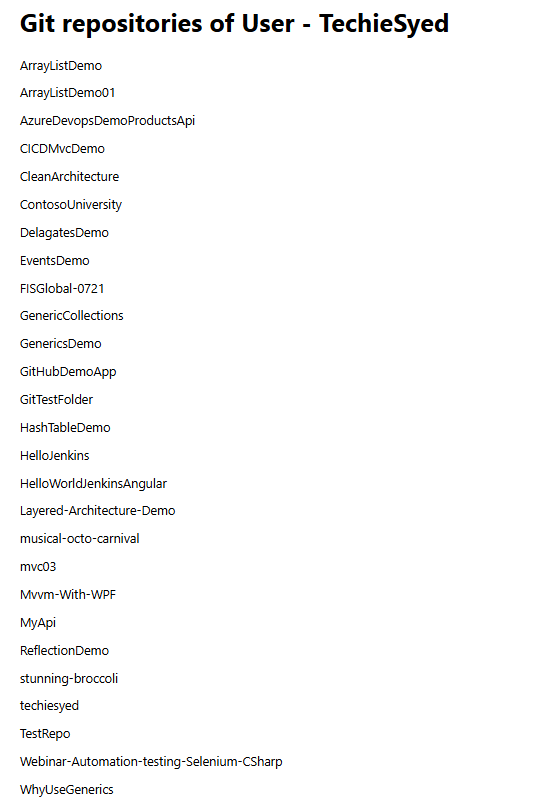 Git repositories of User - TechieSyed
ArrayListDemo
ArrayListDemo01
AzureDevopsDemoProductsApi
CICDMvcDemo
CleanArchitecture
ContosoUniversity
DelagatesDemo
EventsDemo
FISGlobal-0721
GenericCollections
GenericsDemo
GitHubDemoApp
GitTestFolder
HashTableDemo
HelloJenkins
HelloWorldJenkinsAngular
Layered-Architecture-Demo
musical-octo-carnival
mvc03
Mvvm-With-WPF
MyApi
ReflectionDemo
stunning-broccoli
techiesyed
TestRepo
Webinar-Automation-testing-Selenium-CSharp
WhyUseGenerics